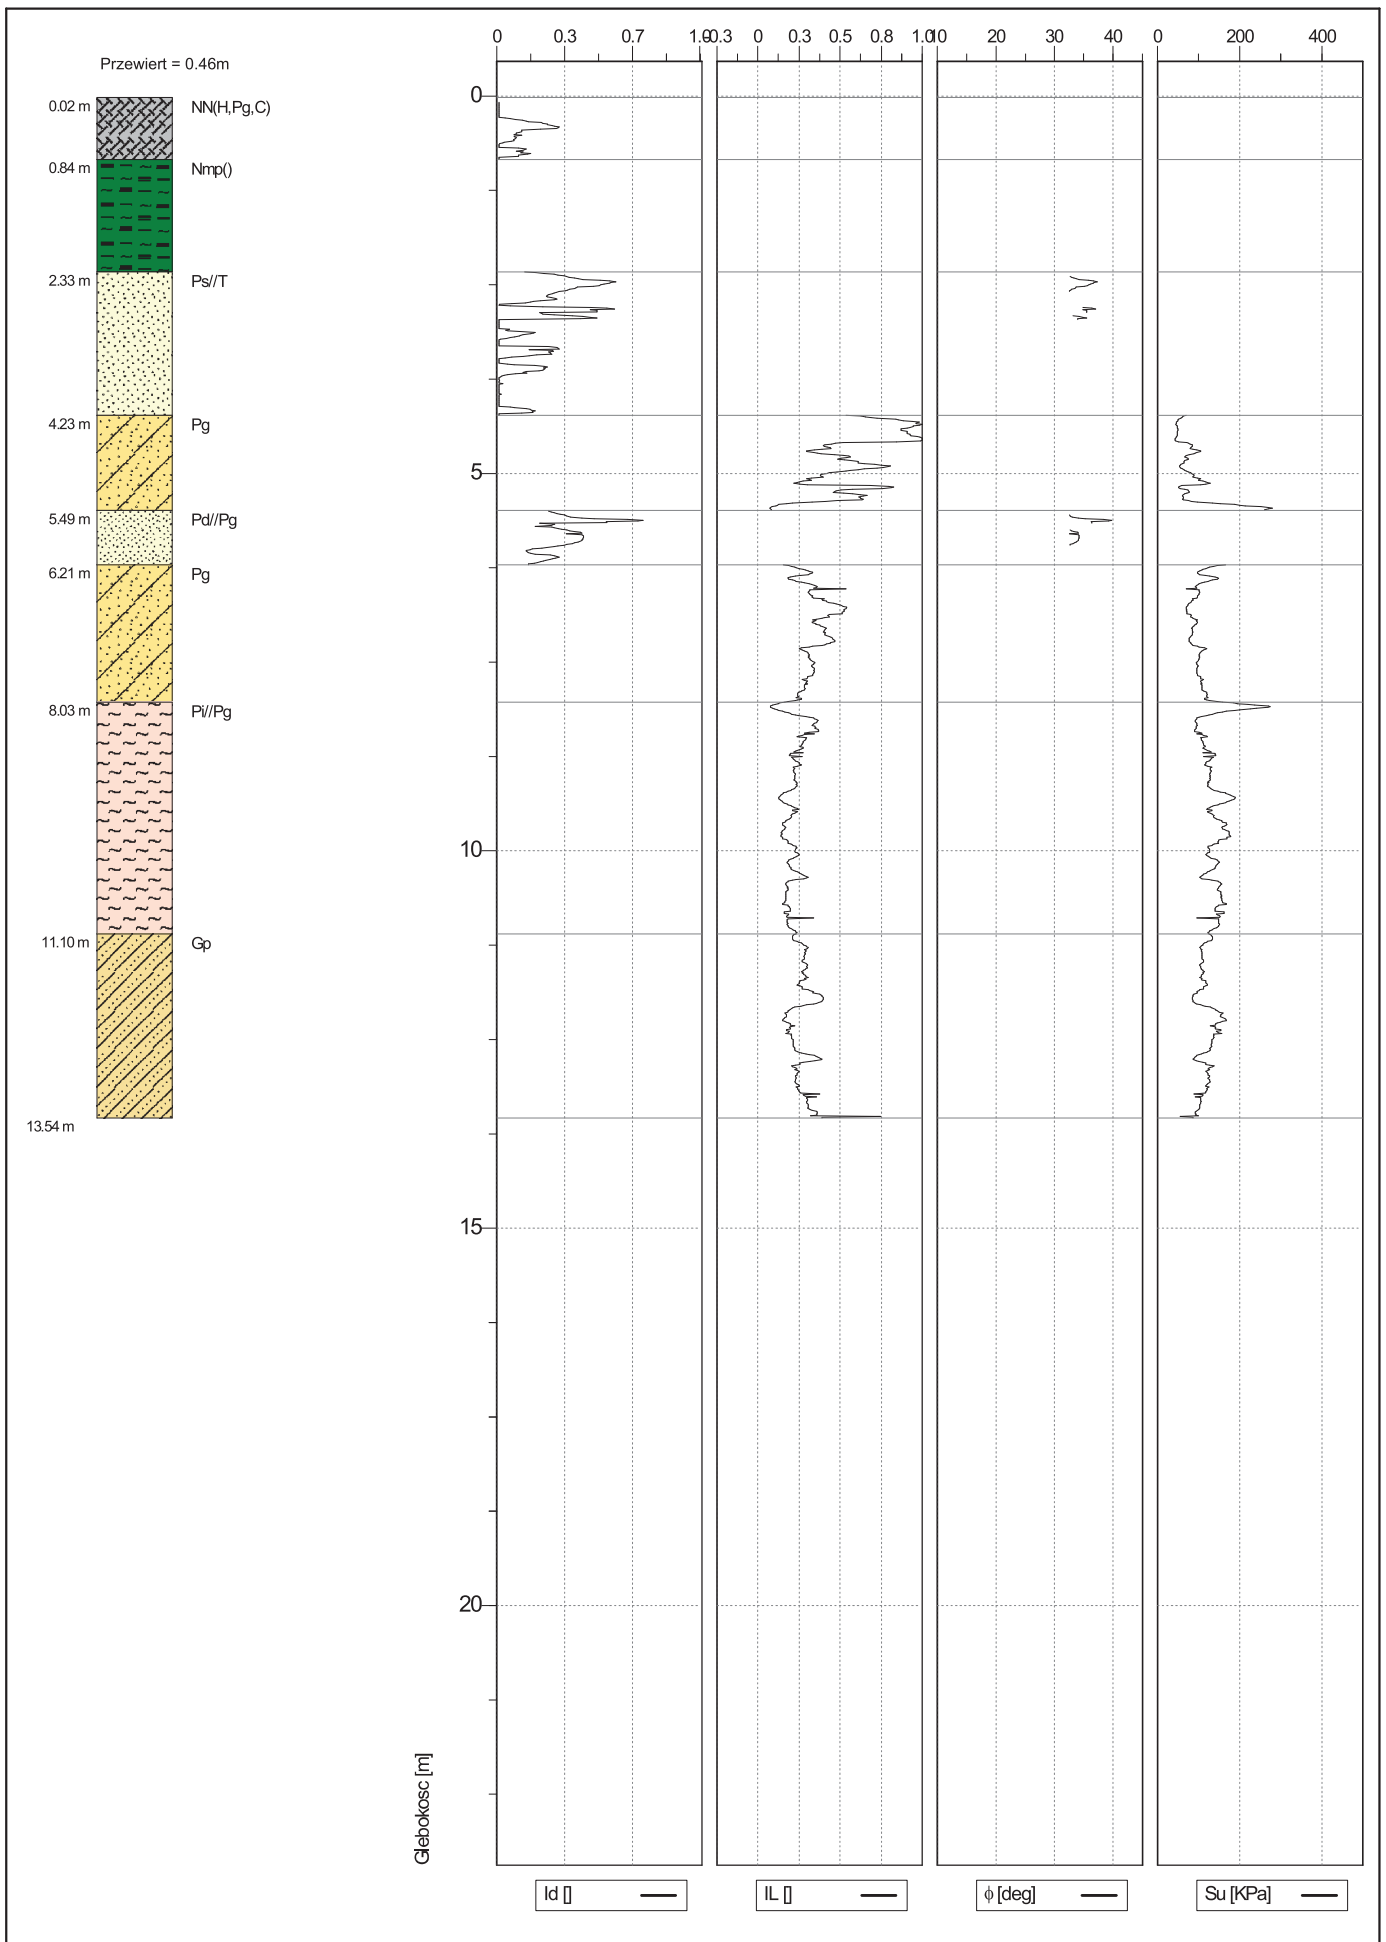 0 0.3 0.7 1.0
-0.3 0 0.3 0.5 0.8 1.0
10 20 30 40
0 200 400
Przewiert = 0.46m
0
0.02 m NN(H,Pg,C)
0.84 m Nmp()
2.33 m Ps//T
4.23 m Pg
5
5.49 m Pd//Pg
6.21 m Pg
8.03 m Pi//Pg
10
11.10 m Gp
13.54 m
15
20
Glebokosc [m]
Id []
IL []
ϕ [deg]
Su [KPa]